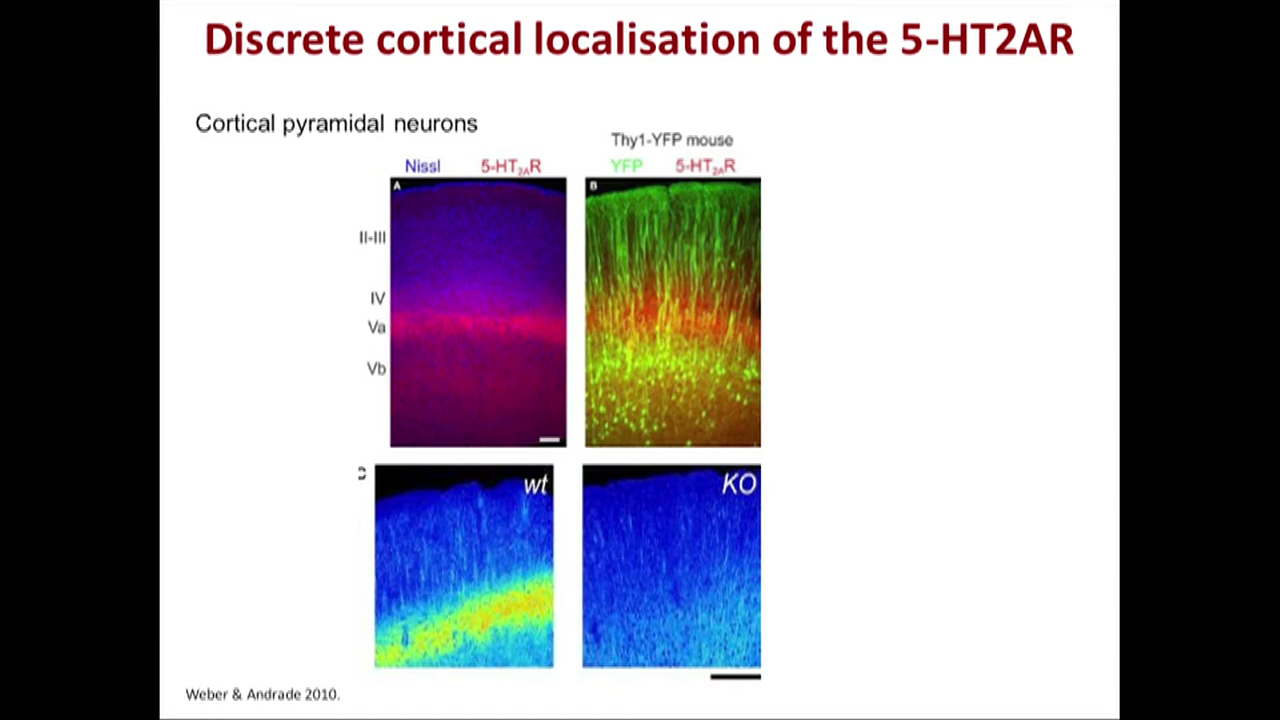 Discrete cortical localisation of the 5-HT2AR
Cortical pyramidal neurons
Thy1-YFP mouse
Nissl 5-HT2AR YFP 5-HT2AR
A B
II-III
IV
Va
Vb
C wt KO
Weber & Andrade 2010.